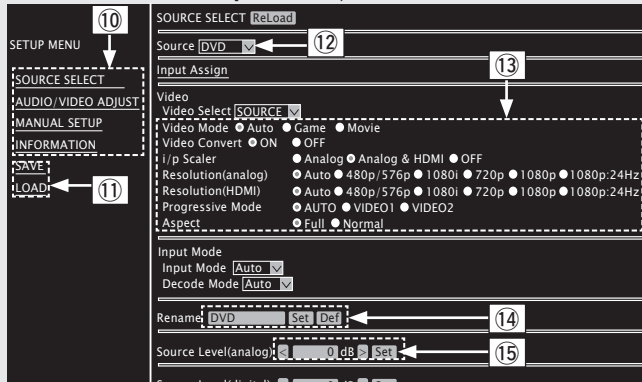 ⑩
SETUP MENU
SOURCE SELECT
AUDIO/VIDEO ADJUST
MANUAL SETUP
INFORMATION
SAVE
LOAD ⑪
SOURCE SELECT ReLoad
Source DVD ⑫
Input Assign
⑬
Video
Video Select SOURCE
Video Mode Auto Game Movie
Video Convert ON OFF
i/p Scaler Analog Analog & HDMI OFF
Resolution(analog) Auto 480p/576p 1080i 720p 1080p 1080p:24Hz
Resolution(HDMI) Auto 480p/576p 1080i 720p 1080p 1080p:24Hz
Progressive Mode AUTO VIDEO1 VIDEO2
Aspect Full Normal
Input Mode
Input Mode Auto
Decode Mode Auto
Rename DVD Set Def ⑭
Source Level(analog) < 0 dB > Set ⑮